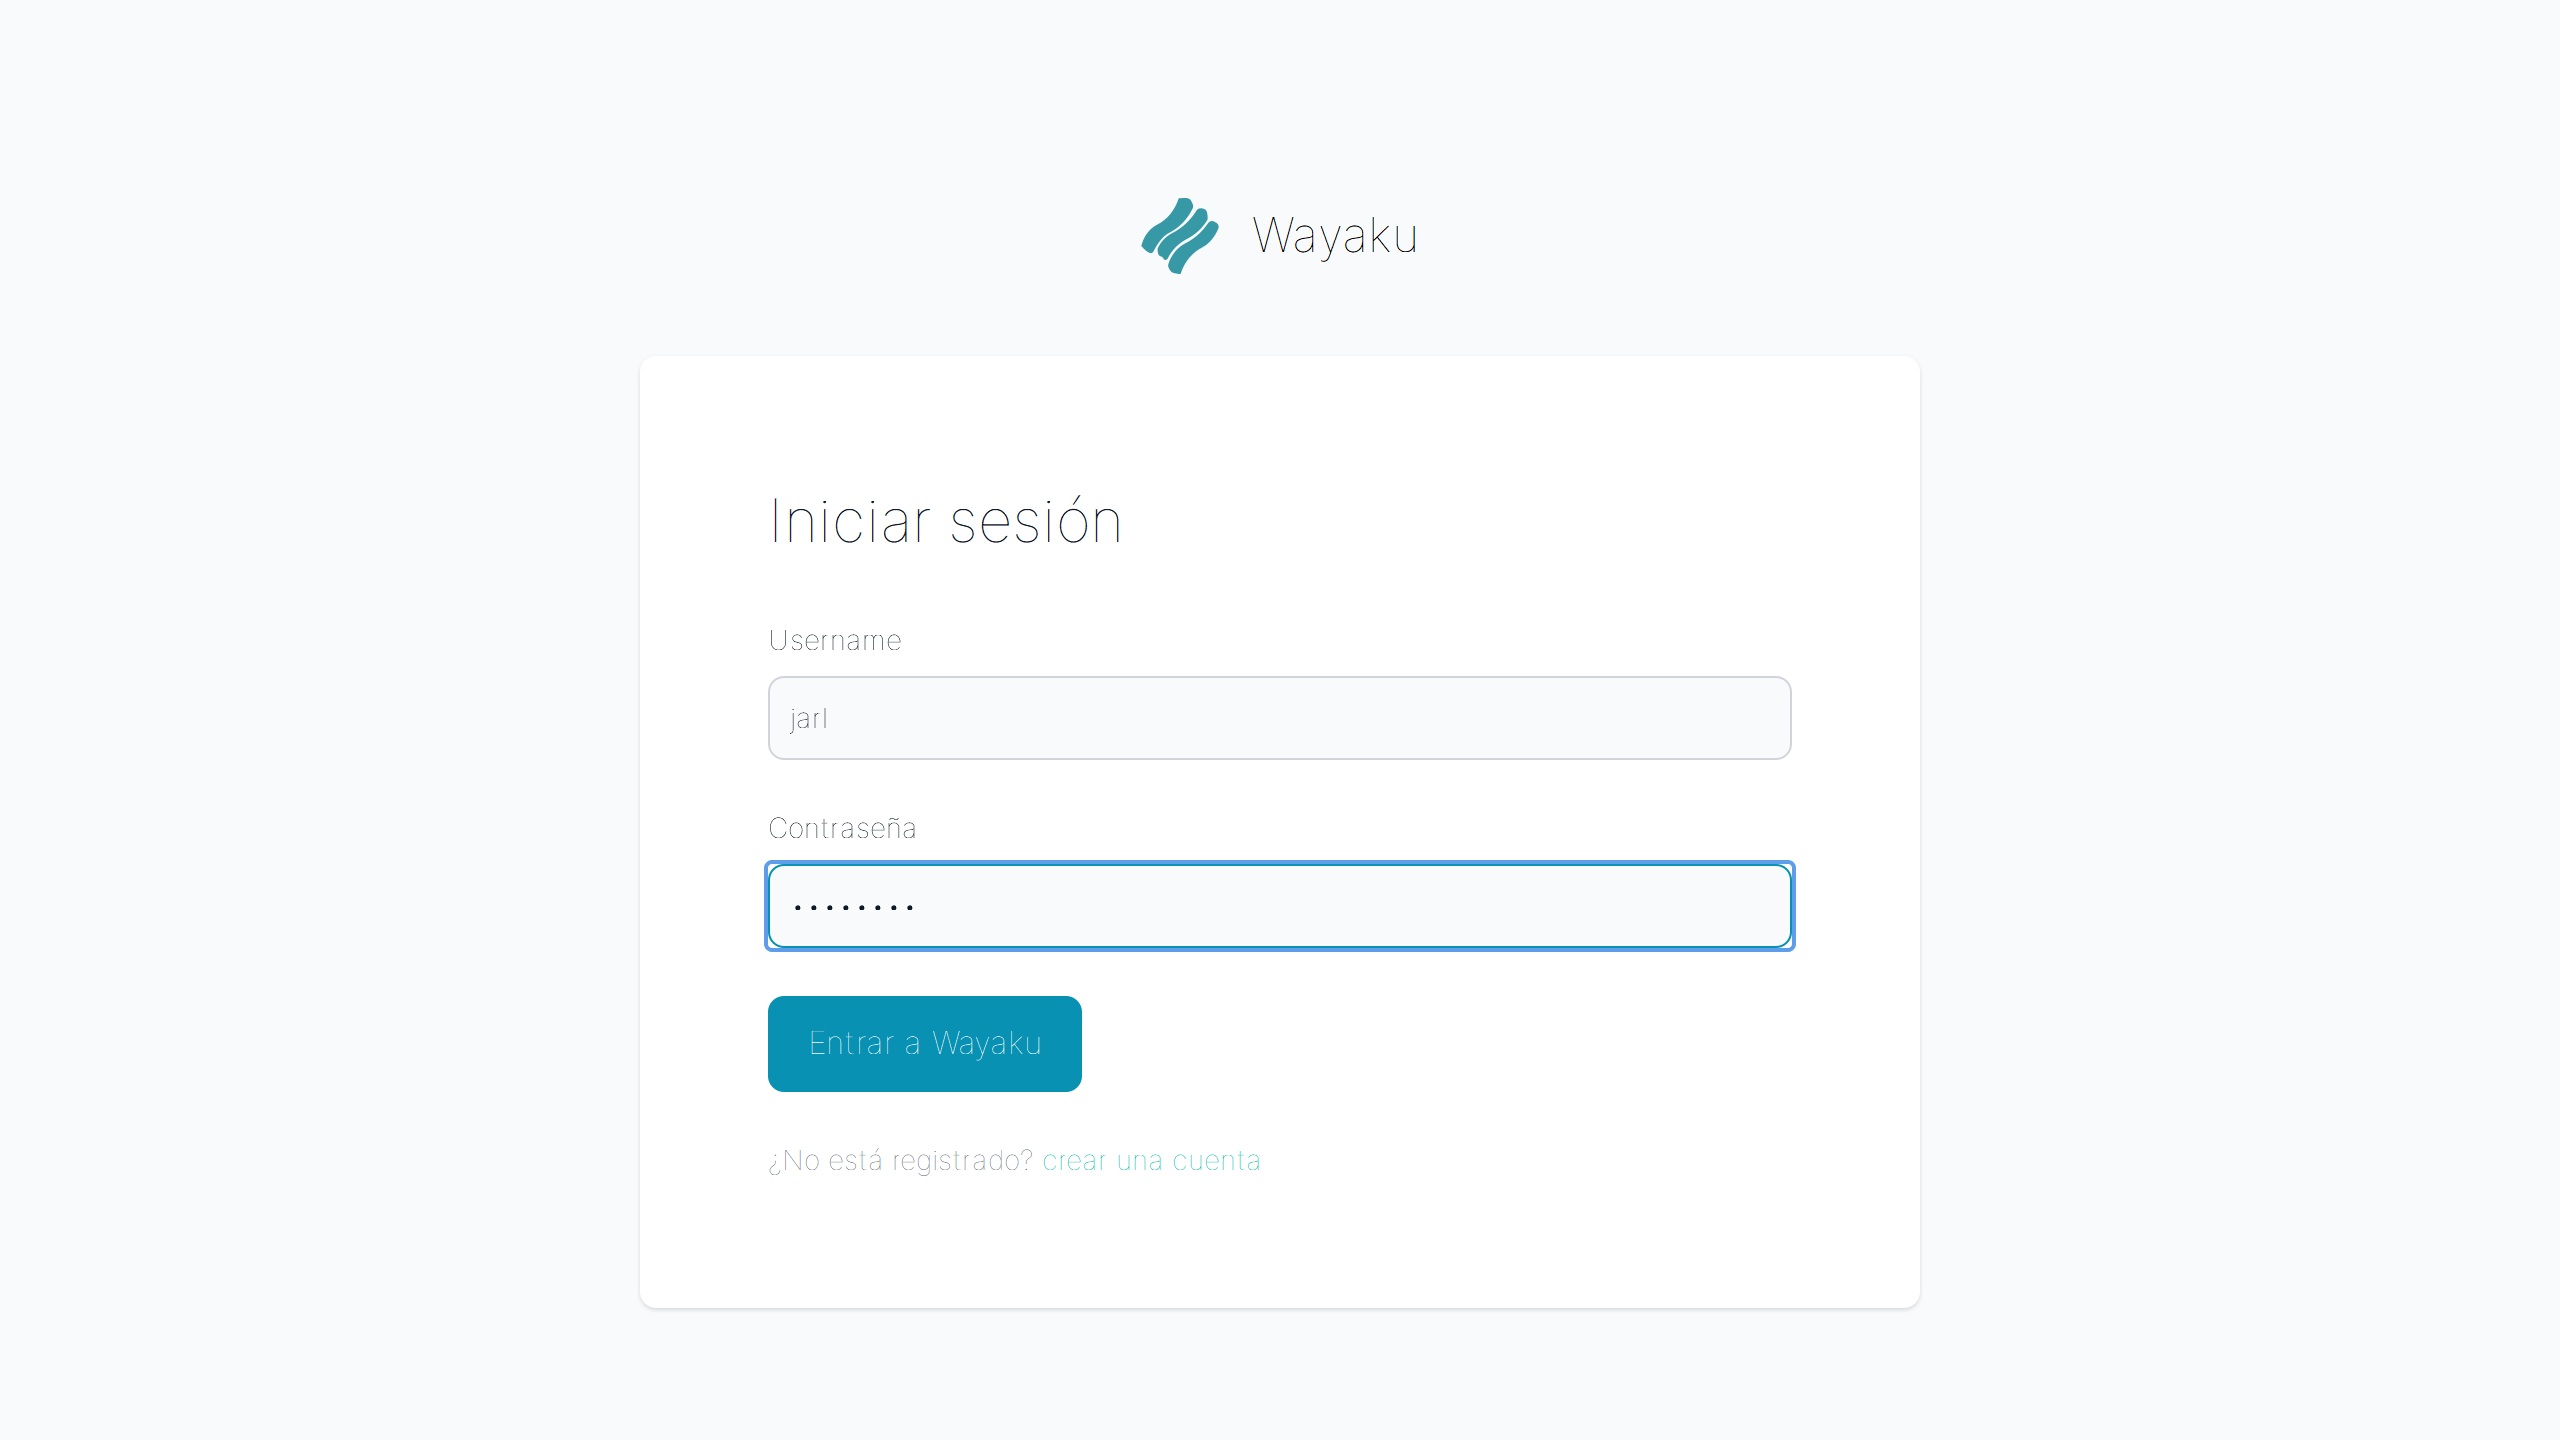 Wayaku
Iniciar sesión
Username
jarl
Contraseña
••••••••
Entrar a Wayaku
¿No está registrado? crear una cuenta